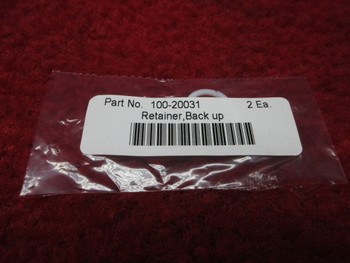 Part No. 100-20031 2 Ea.
Retainer,Back up